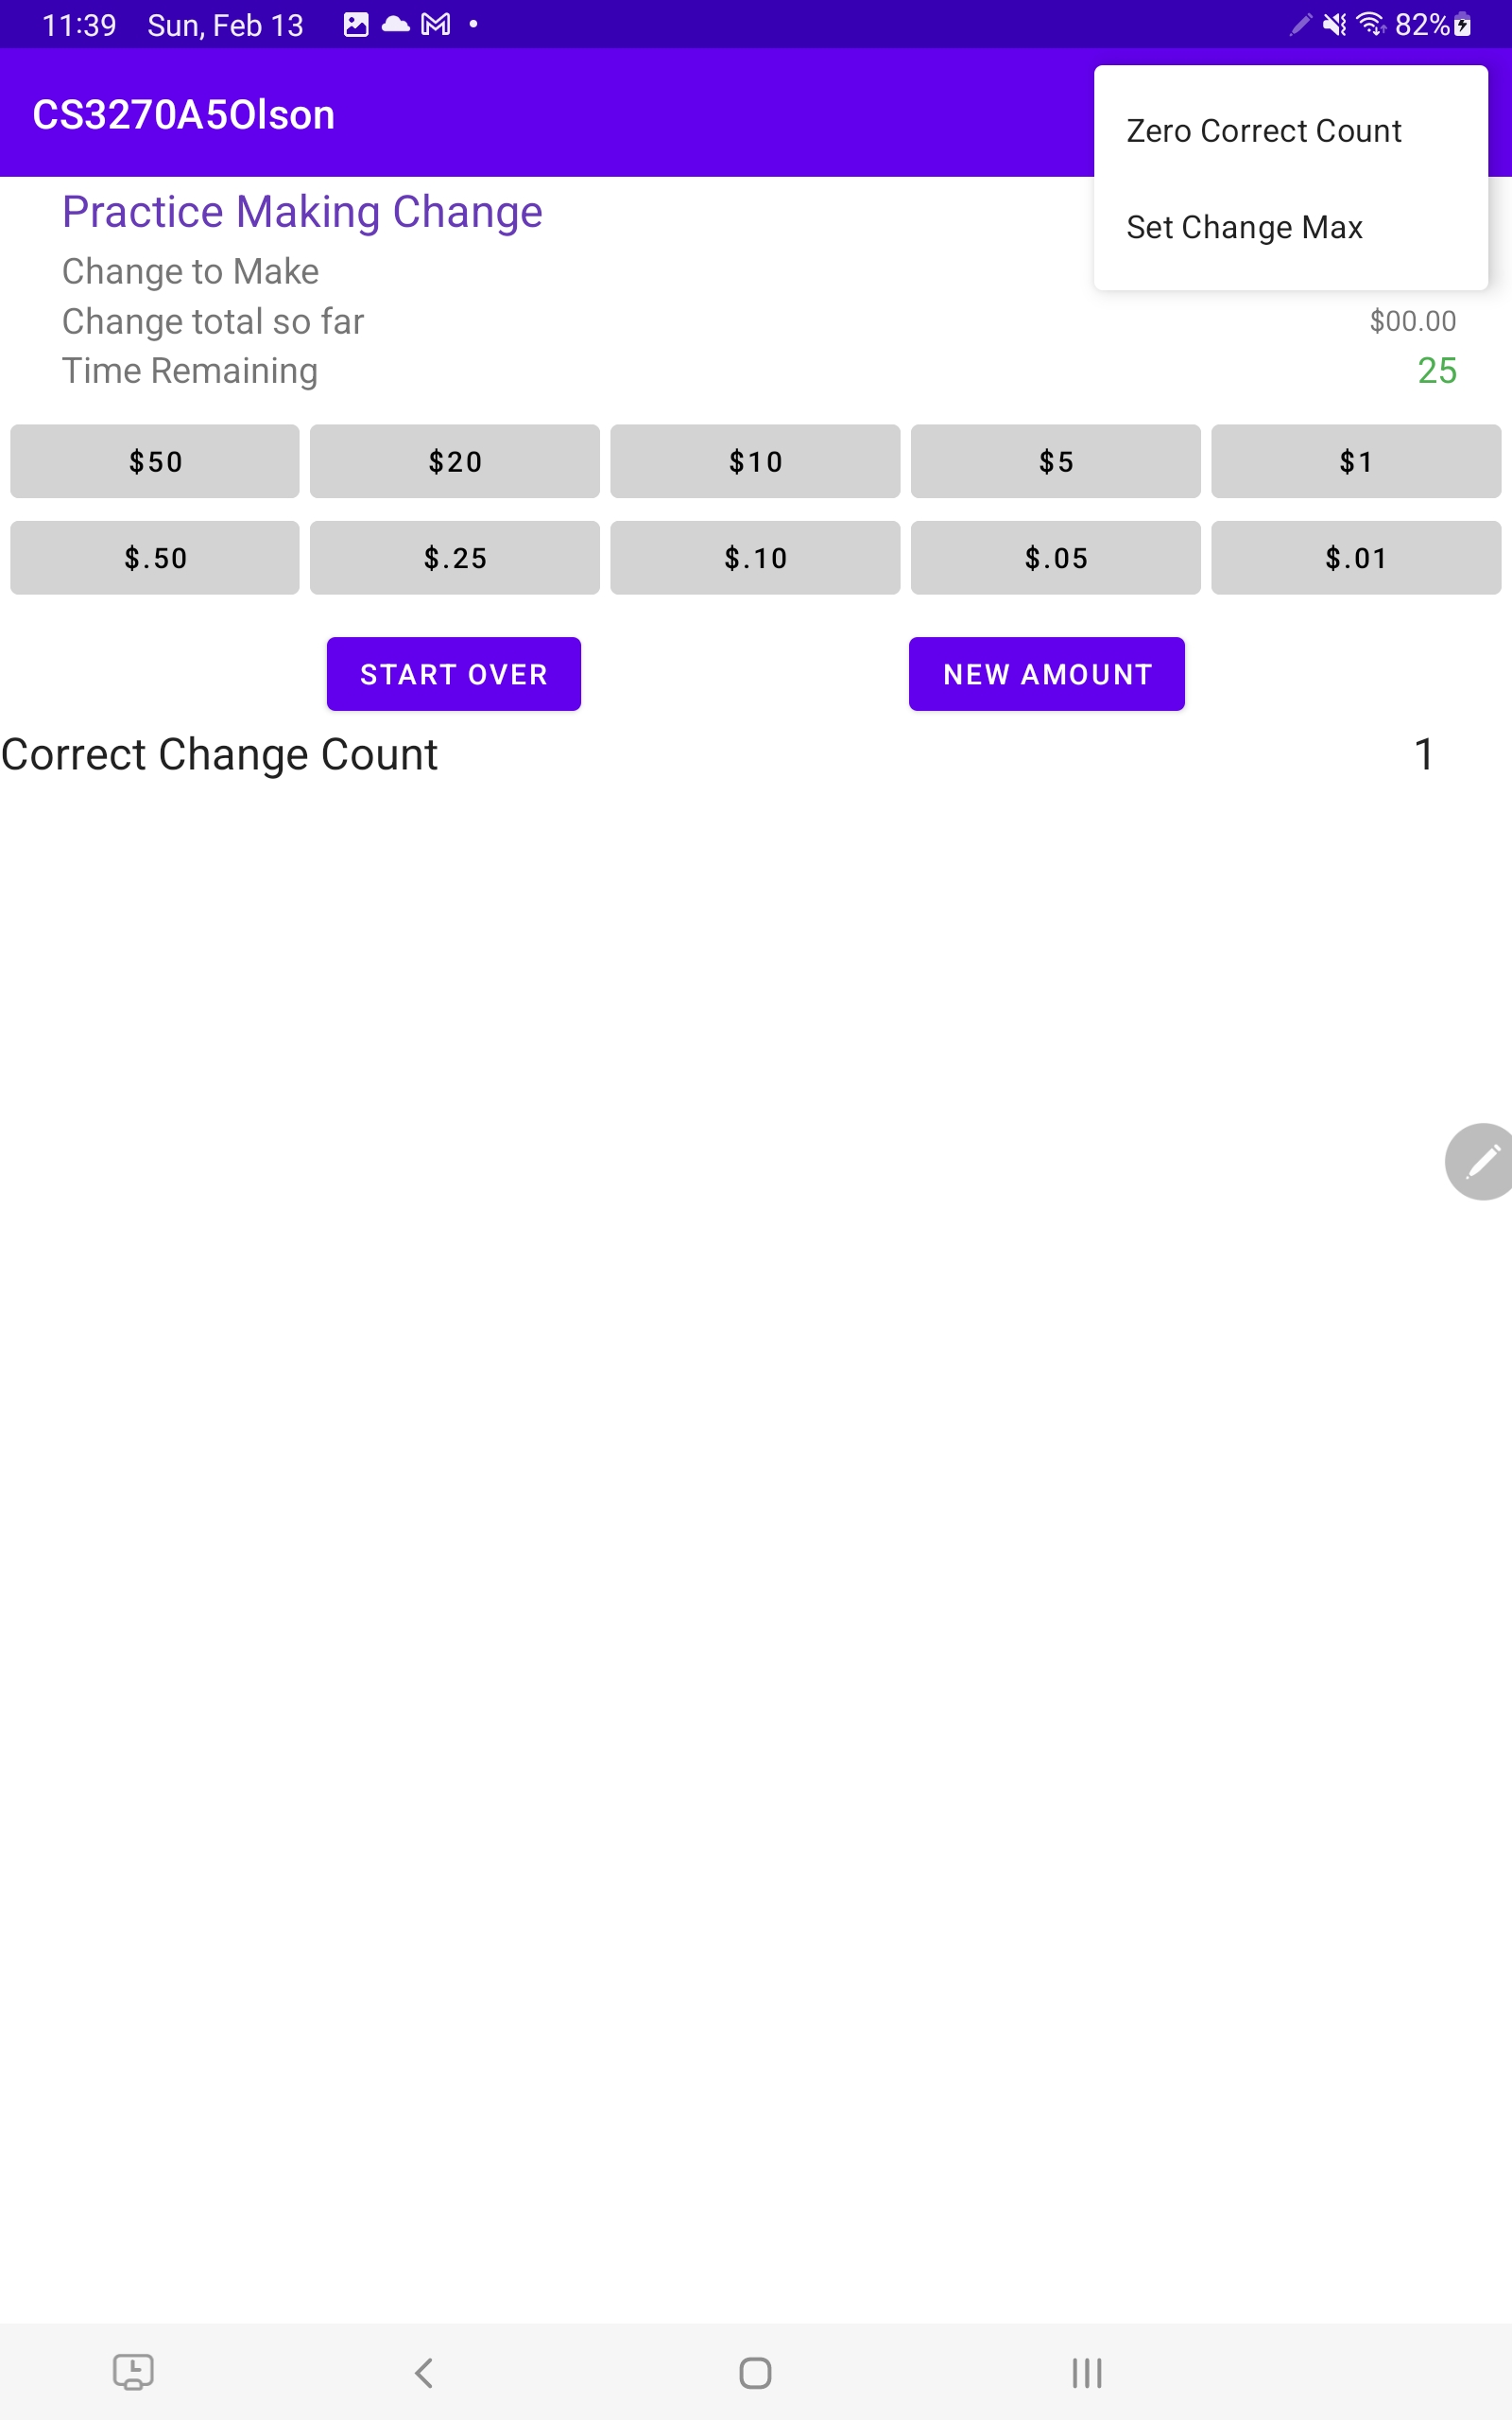 11:39 Sun, Feb 13 82%
CS3270A5Olson
Zero Correct Count
Set Change Max
Practice Making Change
Change to Make
Change total so far $00.00
Time Remaining 25
$50 $20 $10 $5 $1
$.50 $.25 $.10 $.05 $.01
START OVER NEW AMOUNT
Correct Change Count 1